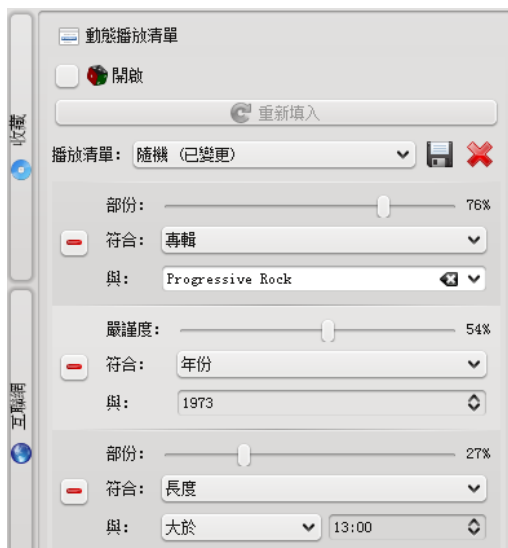 收藏
互聯網
動態播放清單
開啟
重新填入
播放清單： 隨機 (已變更)
部份： 76%
符合： 專輯
與： Progressive Rock
嚴謹度： 54%
符合： 年份
與： 1973
部份： 27%
符合： 長度
與： 大於 13:00